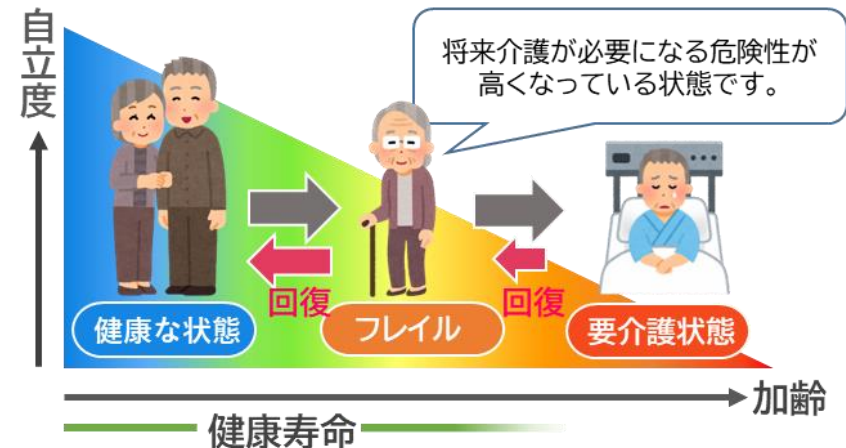 自立度
将来介護が必要になる危険性が
高くなっている状態です。
回復
回復
健康な状態
フレイル
要介護状態
加齢
健康寿命